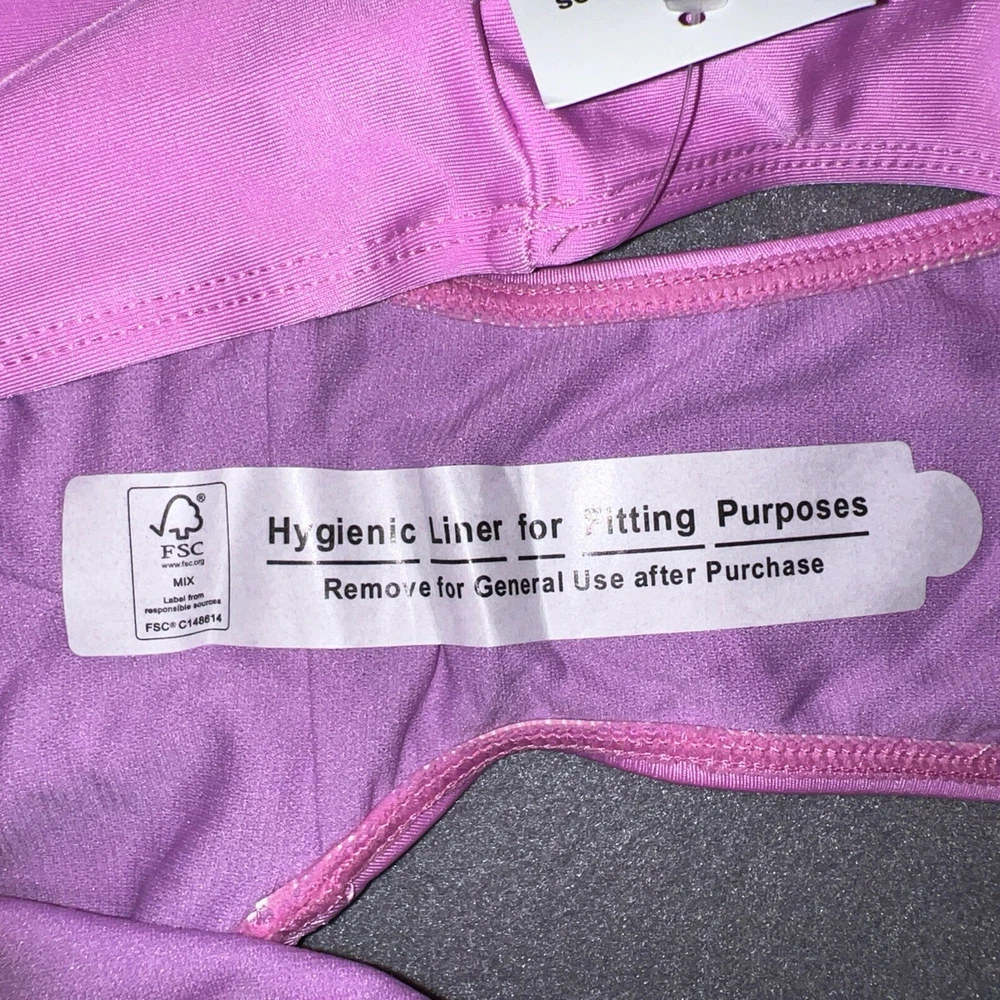 FSC
www.fsc.org
MIX
Label from
responsible sources
FSC® C148614
Hygienic Liner for Fitting Purposes
Remove for General Use after Purchase